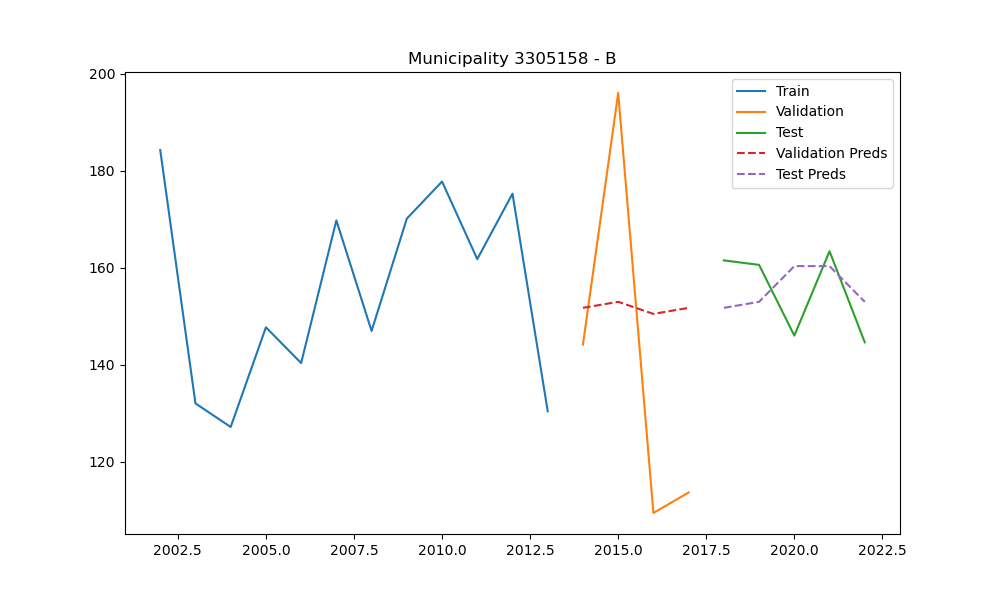 Municipality 3305158 - B
200
180
160
140
120
2002.5 2005.0 2007.5 2010.0 2012.5 2015.0 2017.5 2020.0 2022.5
Train
Validation
Test
Validation Preds
Test Preds